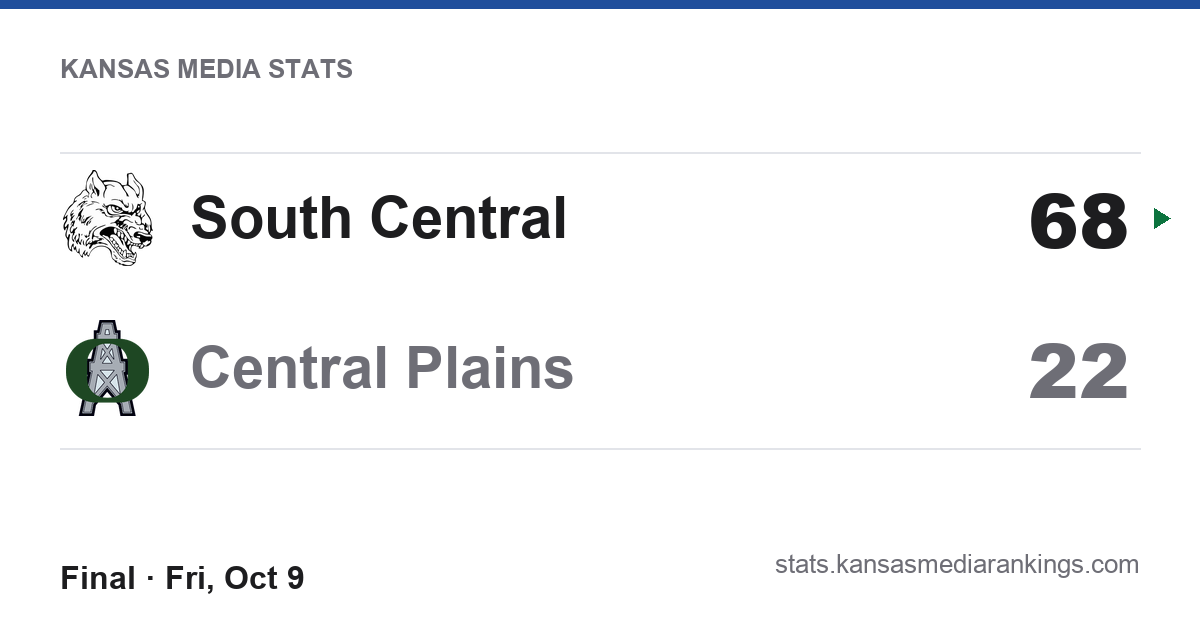 KANSAS MEDIA STATS
South Central 68
Central Plains 22
Final · Fri, Oct 9
stats.kansasmediarankings.com